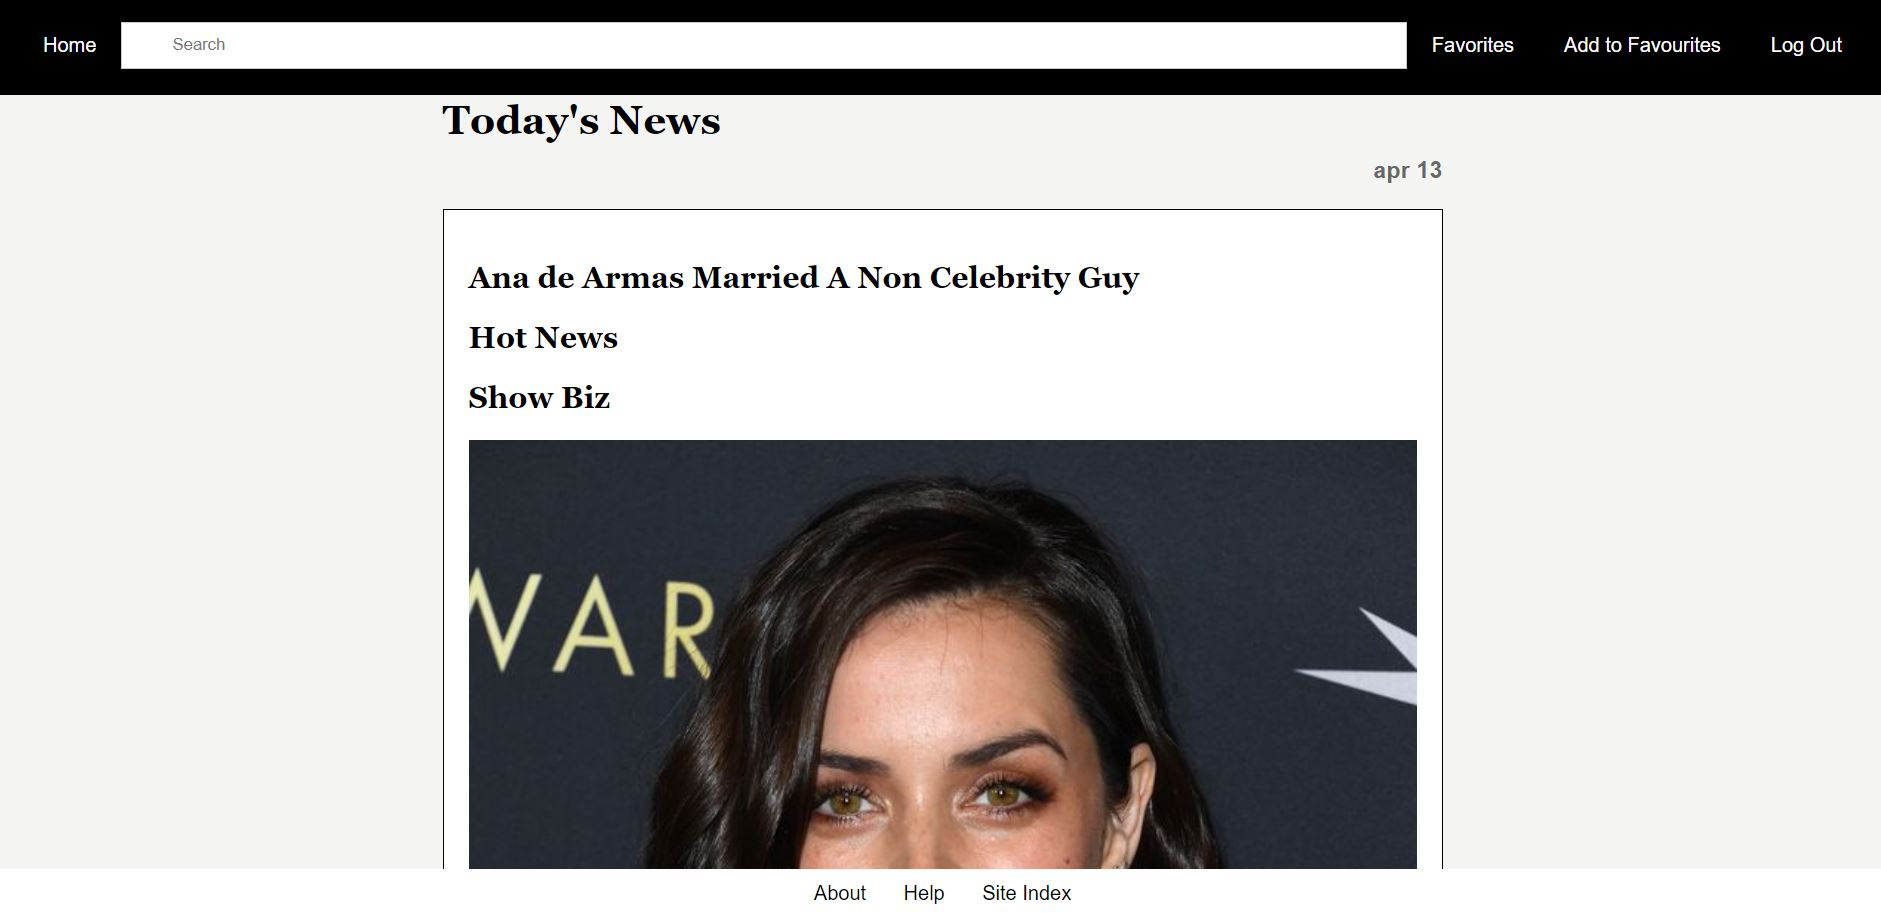 Home Search Favorites Add to Favourites Log Out
Today's News
apr 13
Ana de Armas Married A Non Celebrity Guy
Hot News
Show Biz
WAR
About Help Site Index